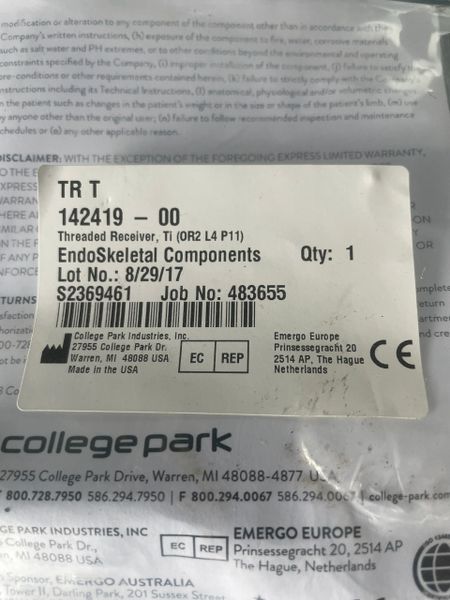 modification or alteration to any component of the component other than in accordance with the
Company's written instructions, (h) exposure of the component to fire, water, corrosive materials
such as salt water and PH extremes, or to other conditions beyond the environmental and operating
constraints specified by the Company, (i) improper installation of the component, (j) failure to satisfy the
pre-conditions or other requirements contained herein, (k) failure to strictly comply with the Company's
instructions including its Technical Instructions, (l) anatomical, physiological and/or volumetric changes
in the patient such as changes in the patient's weight or in the size or shape of the patient's limb, (m) use
by anyone other than the original user, (n) failure to follow recommended inspection and maintenance
schedules or (o) any other applicable reason.
DISCLAIMER: WITH THE EXCEPTION OF THE FOREGOING EXPRESS LIMITED WARRANTY,
TR T
142419 - 00
Threaded Receiver, Ti (OR2 L4 P11)
EndoSkeletal Components Qty: 1
Lot No.: 8/29/17
S2369461 Job No: 483655
College Park Industries, Inc.
27955 College Park Dr.
Warren, MI 48088 USA
Made in the USA
EC REP
Emergo Europe
Prinsessegracht 20
2514 AP, The Hague
Netherlands
CE
college park
27955 College Park Drive, Warren, MI 48088-4877 USA
T 800.728.7950 586.294.7950 | F 800.294.0067 586.294.0067 | college-park.com
COLLEGE PARK INDUSTRIES, INC
College Park Dr.,
MI 48088 USA
EC REP
EMERGO EUROPE
Prinsessegracht 20, 2514 AP
The Hague, Netherlands
Sponsor, EMERGO AUSTRALIA
Tower II, Darling Park, 201 Sussex Street